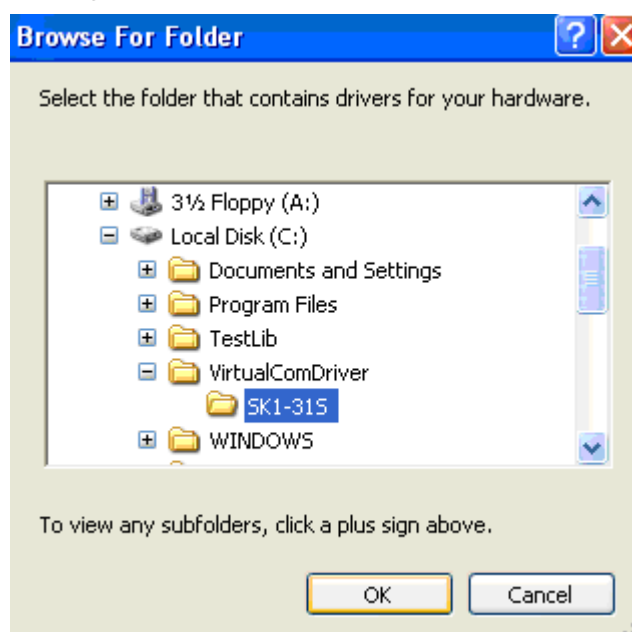 Browse For Folder
Select the folder that contains drivers for your hardware.
3½ Floppy (A:)
Local Disk (C:)
Documents and Settings
Program Files
TestLib
VirtualComDriver
SK1-31S
WINDOWS
To view any subfolders, click a plus sign above.
OK Cancel